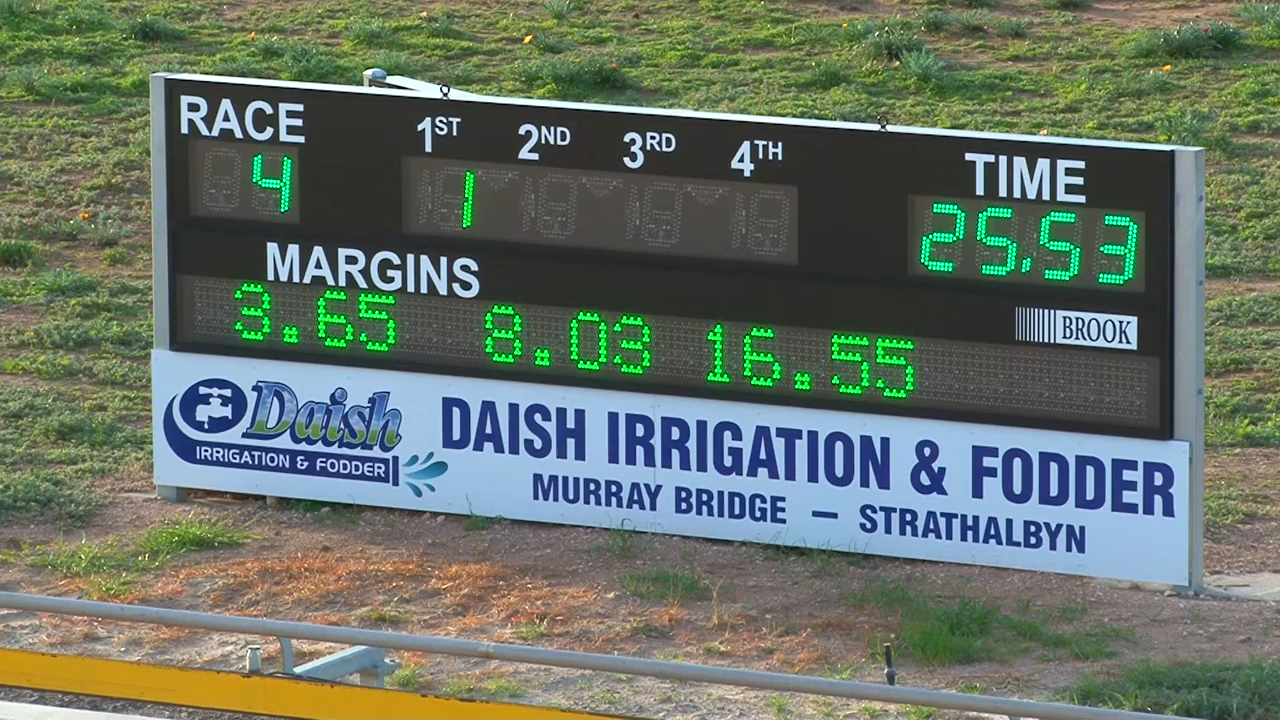 RACE 1ST 2ND 3RD 4TH TIME
4 1 25.53
MARGINS
3.65 8.03 16.55
BROOK
Daish
IRRIGATION & FODDER
DAISH IRRIGATION & FODDER
MURRAY BRIDGE – STRATHALBYN